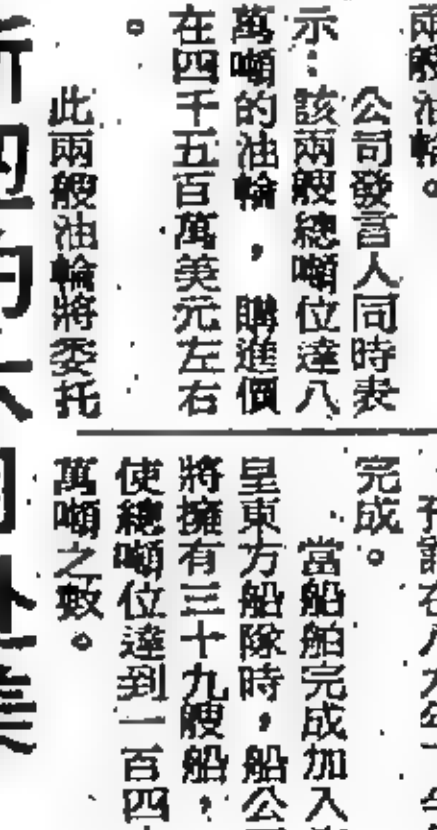 兩艘油輪。
公司發言人同時表
示：該兩艘總噸位達八
萬噸的油輪，購進價
在四千五百萬美元左右
。
此兩艘油輪將委托
完成。
當船舶完成加入
皇東方船隊時，船公
將擁有三十九艘船，
使總噸位達到一百四
萬噸之數。